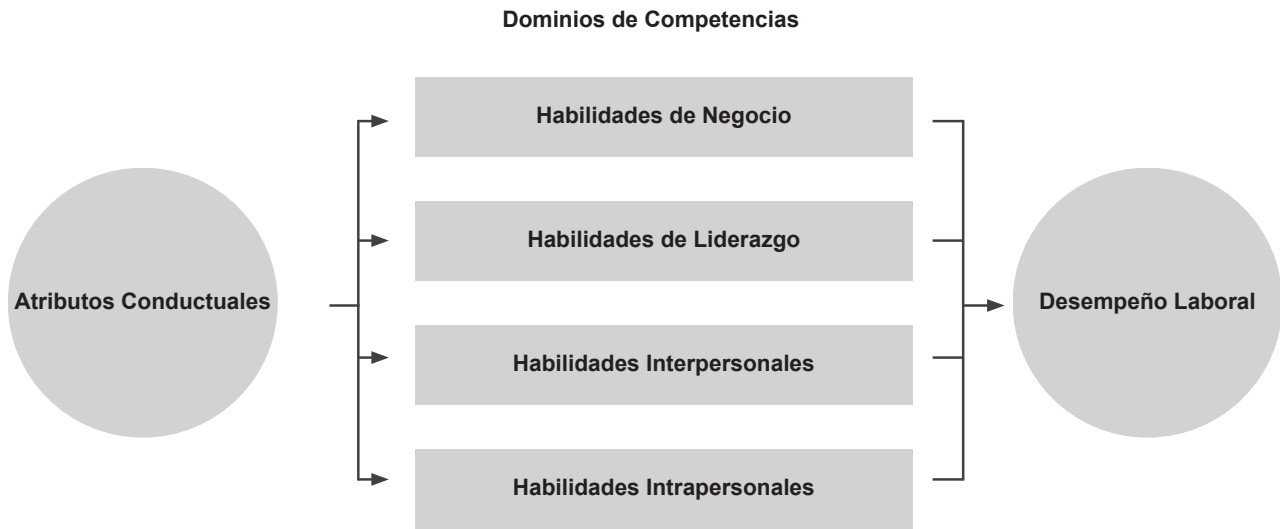 Dominios de Competencias
Habilidades de Negocio
Habilidades de Liderazgo
Atributos Conductuales
Desempeño Laboral
Habilidades Interpersonales
Habilidades Intrapersonales